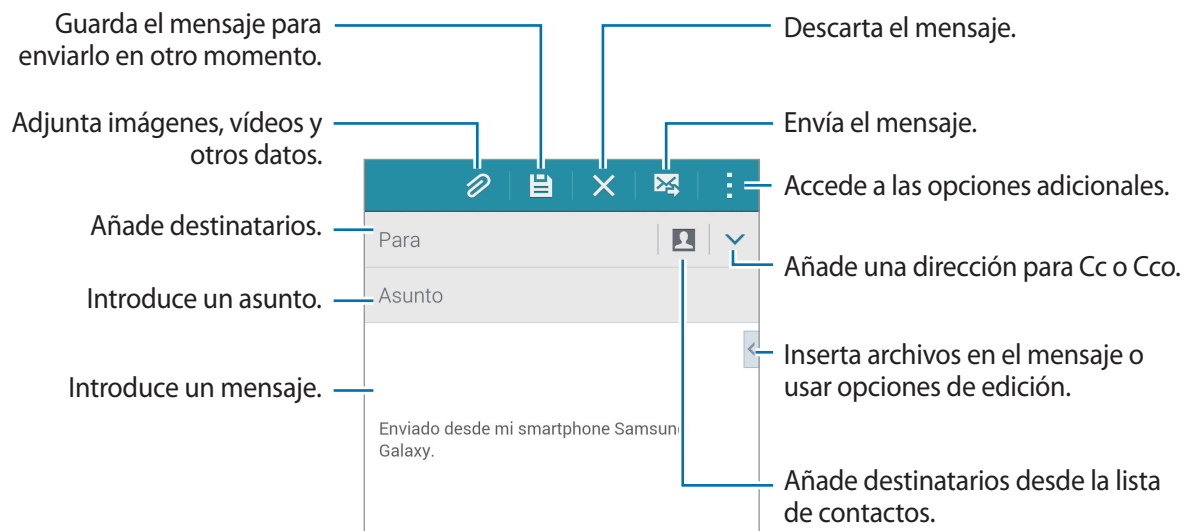 Guarda el mensaje para
enviarlo en otro momento.
Adjunta imágenes, vídeos y
otros datos.
Añade destinatarios.
Introduce un asunto.
Introduce un mensaje.
Para
Asunto
Enviado desde mi smartphone Samsun
Galaxy.
Descarta el mensaje.
Envía el mensaje.
Accede a las opciones adicionales.
Añade una dirección para Cc o Cco.
Inserta archivos en el mensaje o
usar opciones de edición.
Añade destinatarios desde la lista
de contactos.